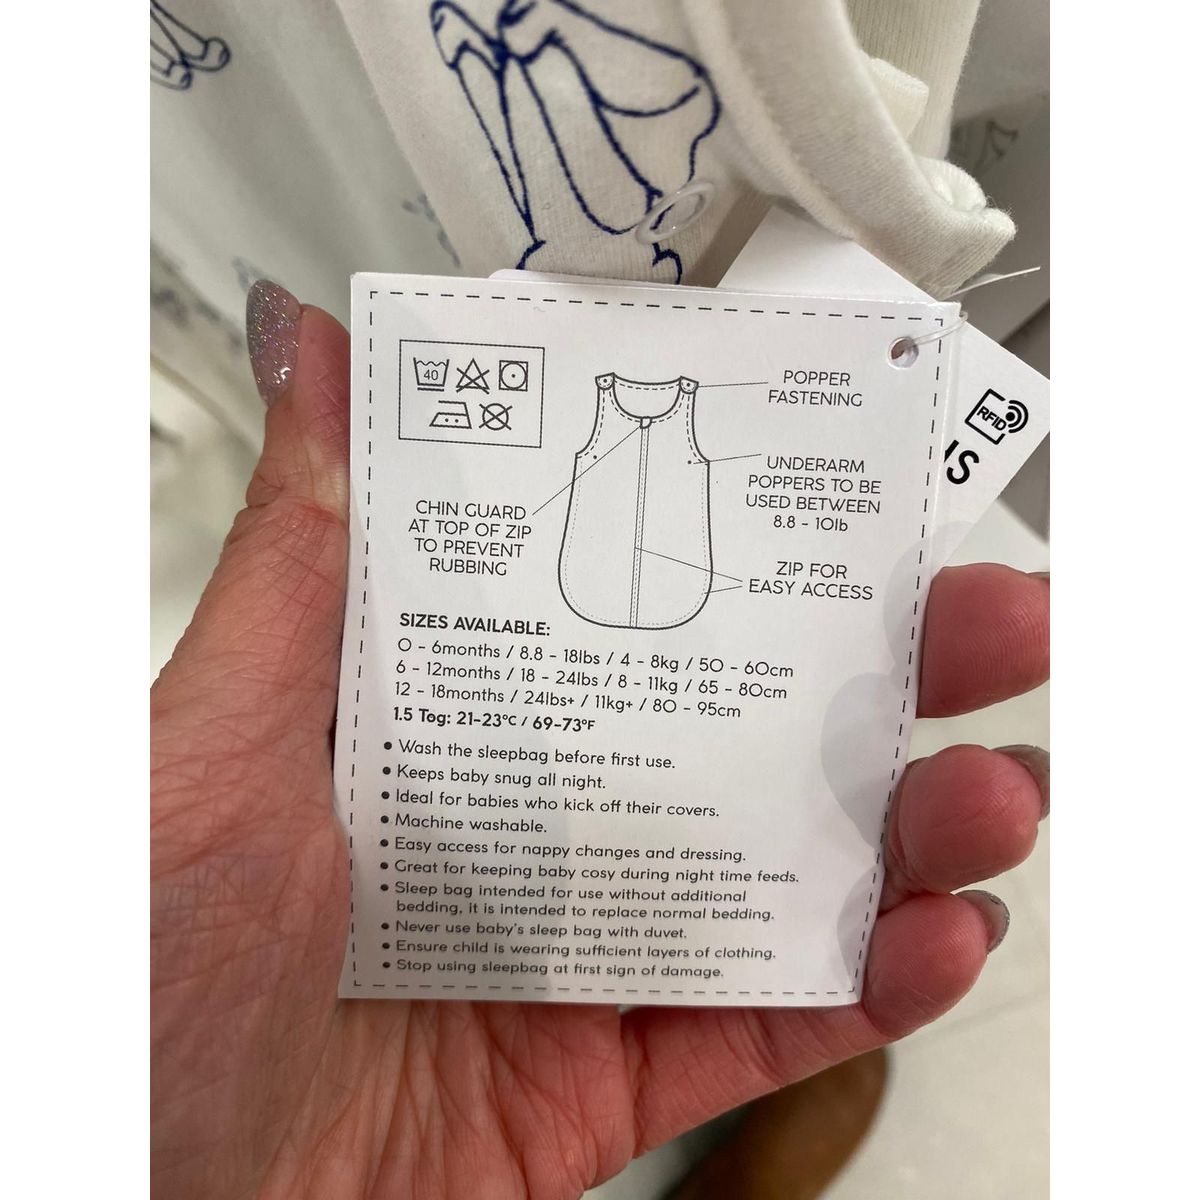 40
POPPER
FASTENING
RFID
UNDERARM
POPPERS TO BE
USED BETWEEN
8.8 - 10lb
CHIN GUARD
AT TOP OF ZIP
TO PREVENT
RUBBING
ZIP FOR
EASY ACCESS
SIZES AVAILABLE:
0 - 6months / 8.8 - 18lbs / 4 - 8kg / 50 - 60cm
6 - 12months / 18 - 24lbs / 8 - 11kg / 65 - 80cm
12 - 18months / 24lbs+ / 11kg+ / 80 - 95cm
1.5 Tog: 21-23°C / 69-73°F
• Wash the sleepbag before first use.
• Keeps baby snug all night.
• Ideal for babies who kick off their covers.
• Machine washable.
• Easy access for nappy changes and dressing.
• Great for keeping baby cosy during night time feeds.
• Sleep bag intended for use without additional
bedding, it is intended to replace normal bedding.
• Never use baby's sleep bag with duvet.
• Ensure child is wearing sufficient layers of clothing.
• Stop using sleepbag at first sign of damage.